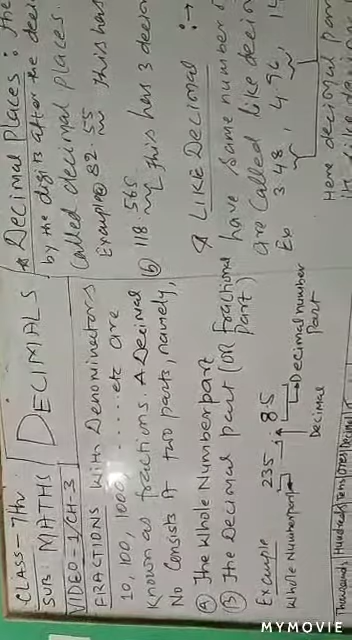 CLASS-7th
SUB: MATHS
VIDEO-1/CH-3
DECIMALS
FRACTIONS With Denominators
10, 100, 1000, ...... etc are
Known as fractions. A Decimal
No Consists of two parts, namely,
(A) The Whole Number part
(B) The Decimal part (OR fractional
part)
Example 235.85
Whole Number part
Decimal
Decimal number
Part
Thousands Hundreds Tens Ones Decimal
Decimal Places: the
by the digits after the deci
Called decimal places.
Example (a) 82.55 this has
(b) 118.565 this has 3 decim
LIKE DECIMAL :→
have same number
are Called like decim
Ex 3.48, 4.96, 1
Here decimal par
MYMOVIE